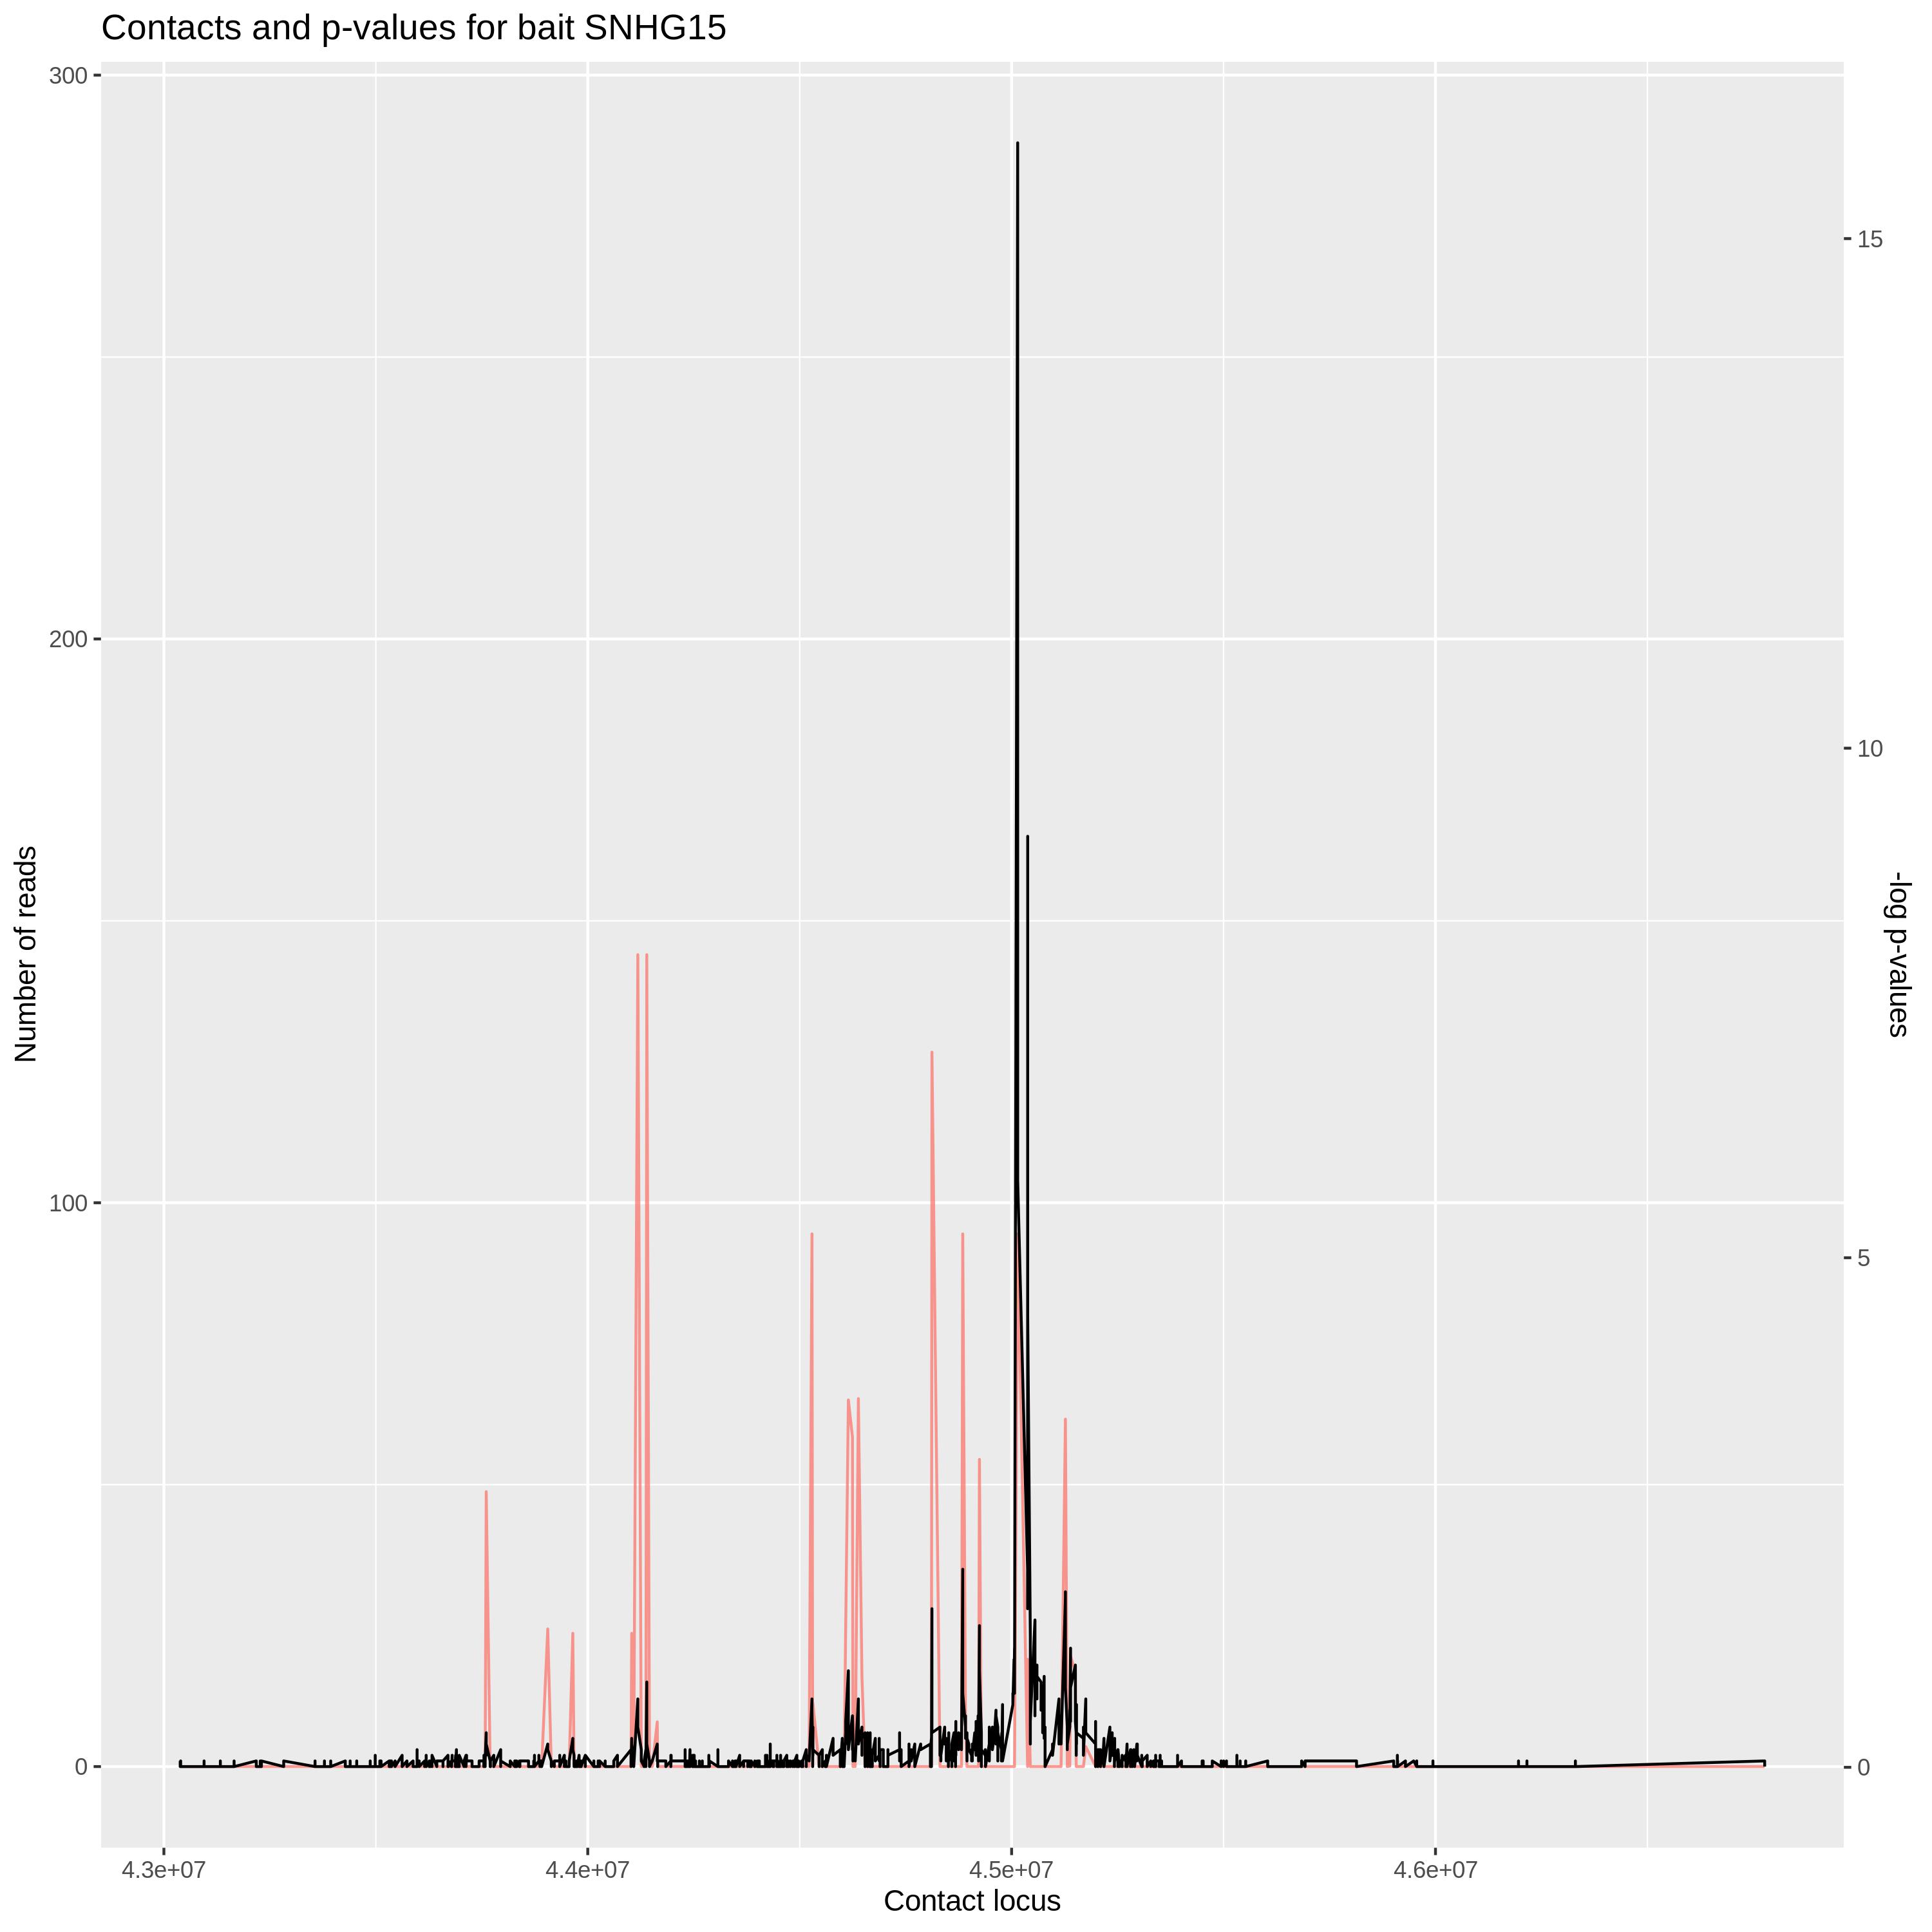 Contacts and p-values for bait SNHG15
300
200
100
0
Number of reads
15
10
5
0
-log p-values
4.3e+07
4.4e+07
4.5e+07
4.6e+07
Contact locus